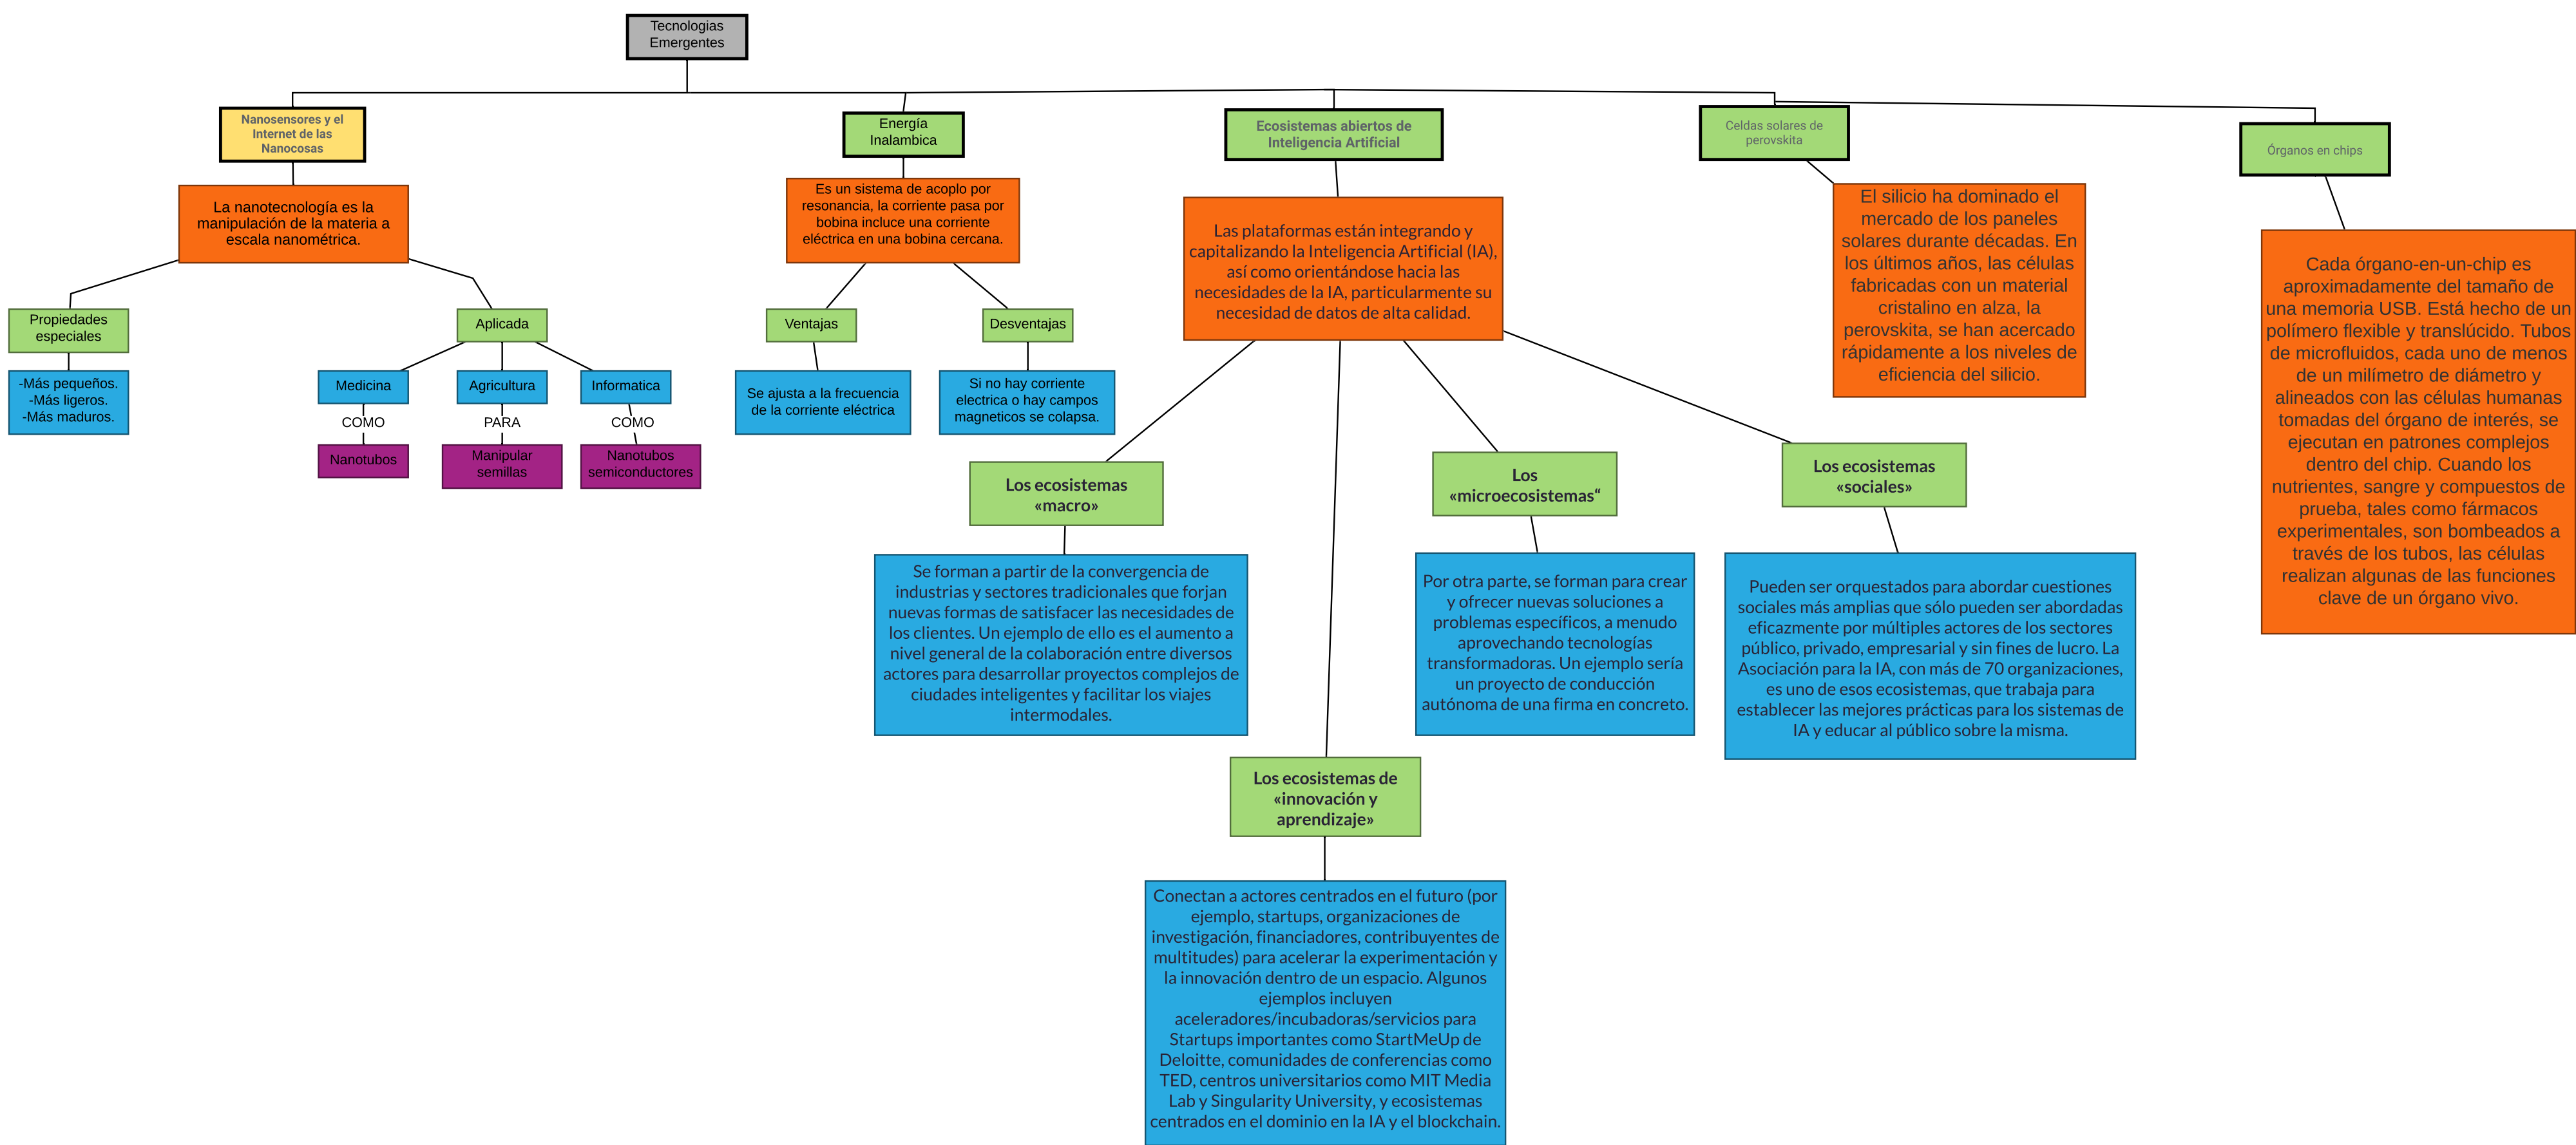 Tecnologias
Emergentes
Nanosensores y el
Internet de las
Nanocosas
Energía
Inalambica
Ecosistemas abiertos de
Inteligencia Artificial
Celdas solares de
perovskita
Órganos en chips
La nanotecnología es la
manipulación de la materia a
escala nanométrica.
Es un sistema de acoplo por
resonancia, la corriente pasa por
bobina incluce una corriente
eléctrica en una bobina cercana.
Las plataformas están integrando y
capitalizando la Inteligencia Artificial (IA),
así como orientándose hacia las
necesidades de la IA, particularmente su
necesidad de datos de alta calidad.
El silicio ha dominado el
mercado de los paneles
solares durante décadas. En
los últimos años, las células
fabricadas con un material
cristalino en alza, la
perovskita, se han acercado
rápidamente a los niveles de
eficiencia del silicio.
Cada órgano-en-un-chip es
aproximadamente del tamaño de
una memoria USB. Está hecho de un
polímero flexible y translúcido. Tubos
de microfluidos, cada uno de menos
de un milímetro de diámetro y
alineados con las células humanas
tomadas del órgano de interés, se
ejecutan en patrones complejos
dentro del chip. Cuando los
nutrientes, sangre y compuestos de
prueba, tales como fármacos
experimentales, son bombeados a
través de los tubos, las células
realizan algunas de las funciones
clave de un órgano vivo.
Propiedades
especiales
Aplicada
Ventajas
Desventajas
-Más pequeños.
-Más ligeros.
-Más maduros.
Medicina
Agricultura
Informatica
Se ajusta a la frecuencia
de la corriente eléctrica
Si no hay corriente
electrica o hay campos
magneticos se colapsa.
COMO
PARA
COMO
Nanotubos
Manipular
semillas
Nanotubos
semiconductores
Los ecosistemas
«macro»
Los
«microecosistemas“
Los ecosistemas
«sociales»
Se forman a partir de la convergencia de
industrias y sectores tradicionales que forjan
nuevas formas de satisfacer las necesidades de
los clientes. Un ejemplo de ello es el aumento a
nivel general de la colaboración entre diversos
actores para desarrollar proyectos complejos de
ciudades inteligentes y facilitar los viajes
intermodales.
Por otra parte, se forman para crear
y ofrecer nuevas soluciones a
problemas específicos, a menudo
aprovechando tecnologías
transformadoras. Un ejemplo sería
un proyecto de conducción
autónoma de una firma en concreto.
Pueden ser orquestados para abordar cuestiones
sociales más amplias que sólo pueden ser abordadas
eficazmente por múltiples actores de los sectores
público, privado, empresarial y sin fines de lucro. La
Asociación para la IA, con más de 70 organizaciones,
es uno de esos ecosistemas, que trabaja para
establecer las mejores prácticas para los sistemas de
IA y educar al público sobre la misma.
Los ecosistemas de
«innovación y
aprendizaje»
Conectan a actores centrados en el futuro (por
ejemplo, startups, organizaciones de
investigación, financiadores, contribuyentes de
multitudes) para acelerar la experimentación y
la innovación dentro de un espacio. Algunos
ejemplos incluyen
aceleradores/incubadoras/servicios para
Startups importantes como StartMeUp de
Deloitte, comunidades de conferencias como
TED, centros universitarios como MIT Media
Lab y Singularity University, y ecosistemas
centrados en el dominio en la IA y el blockchain.